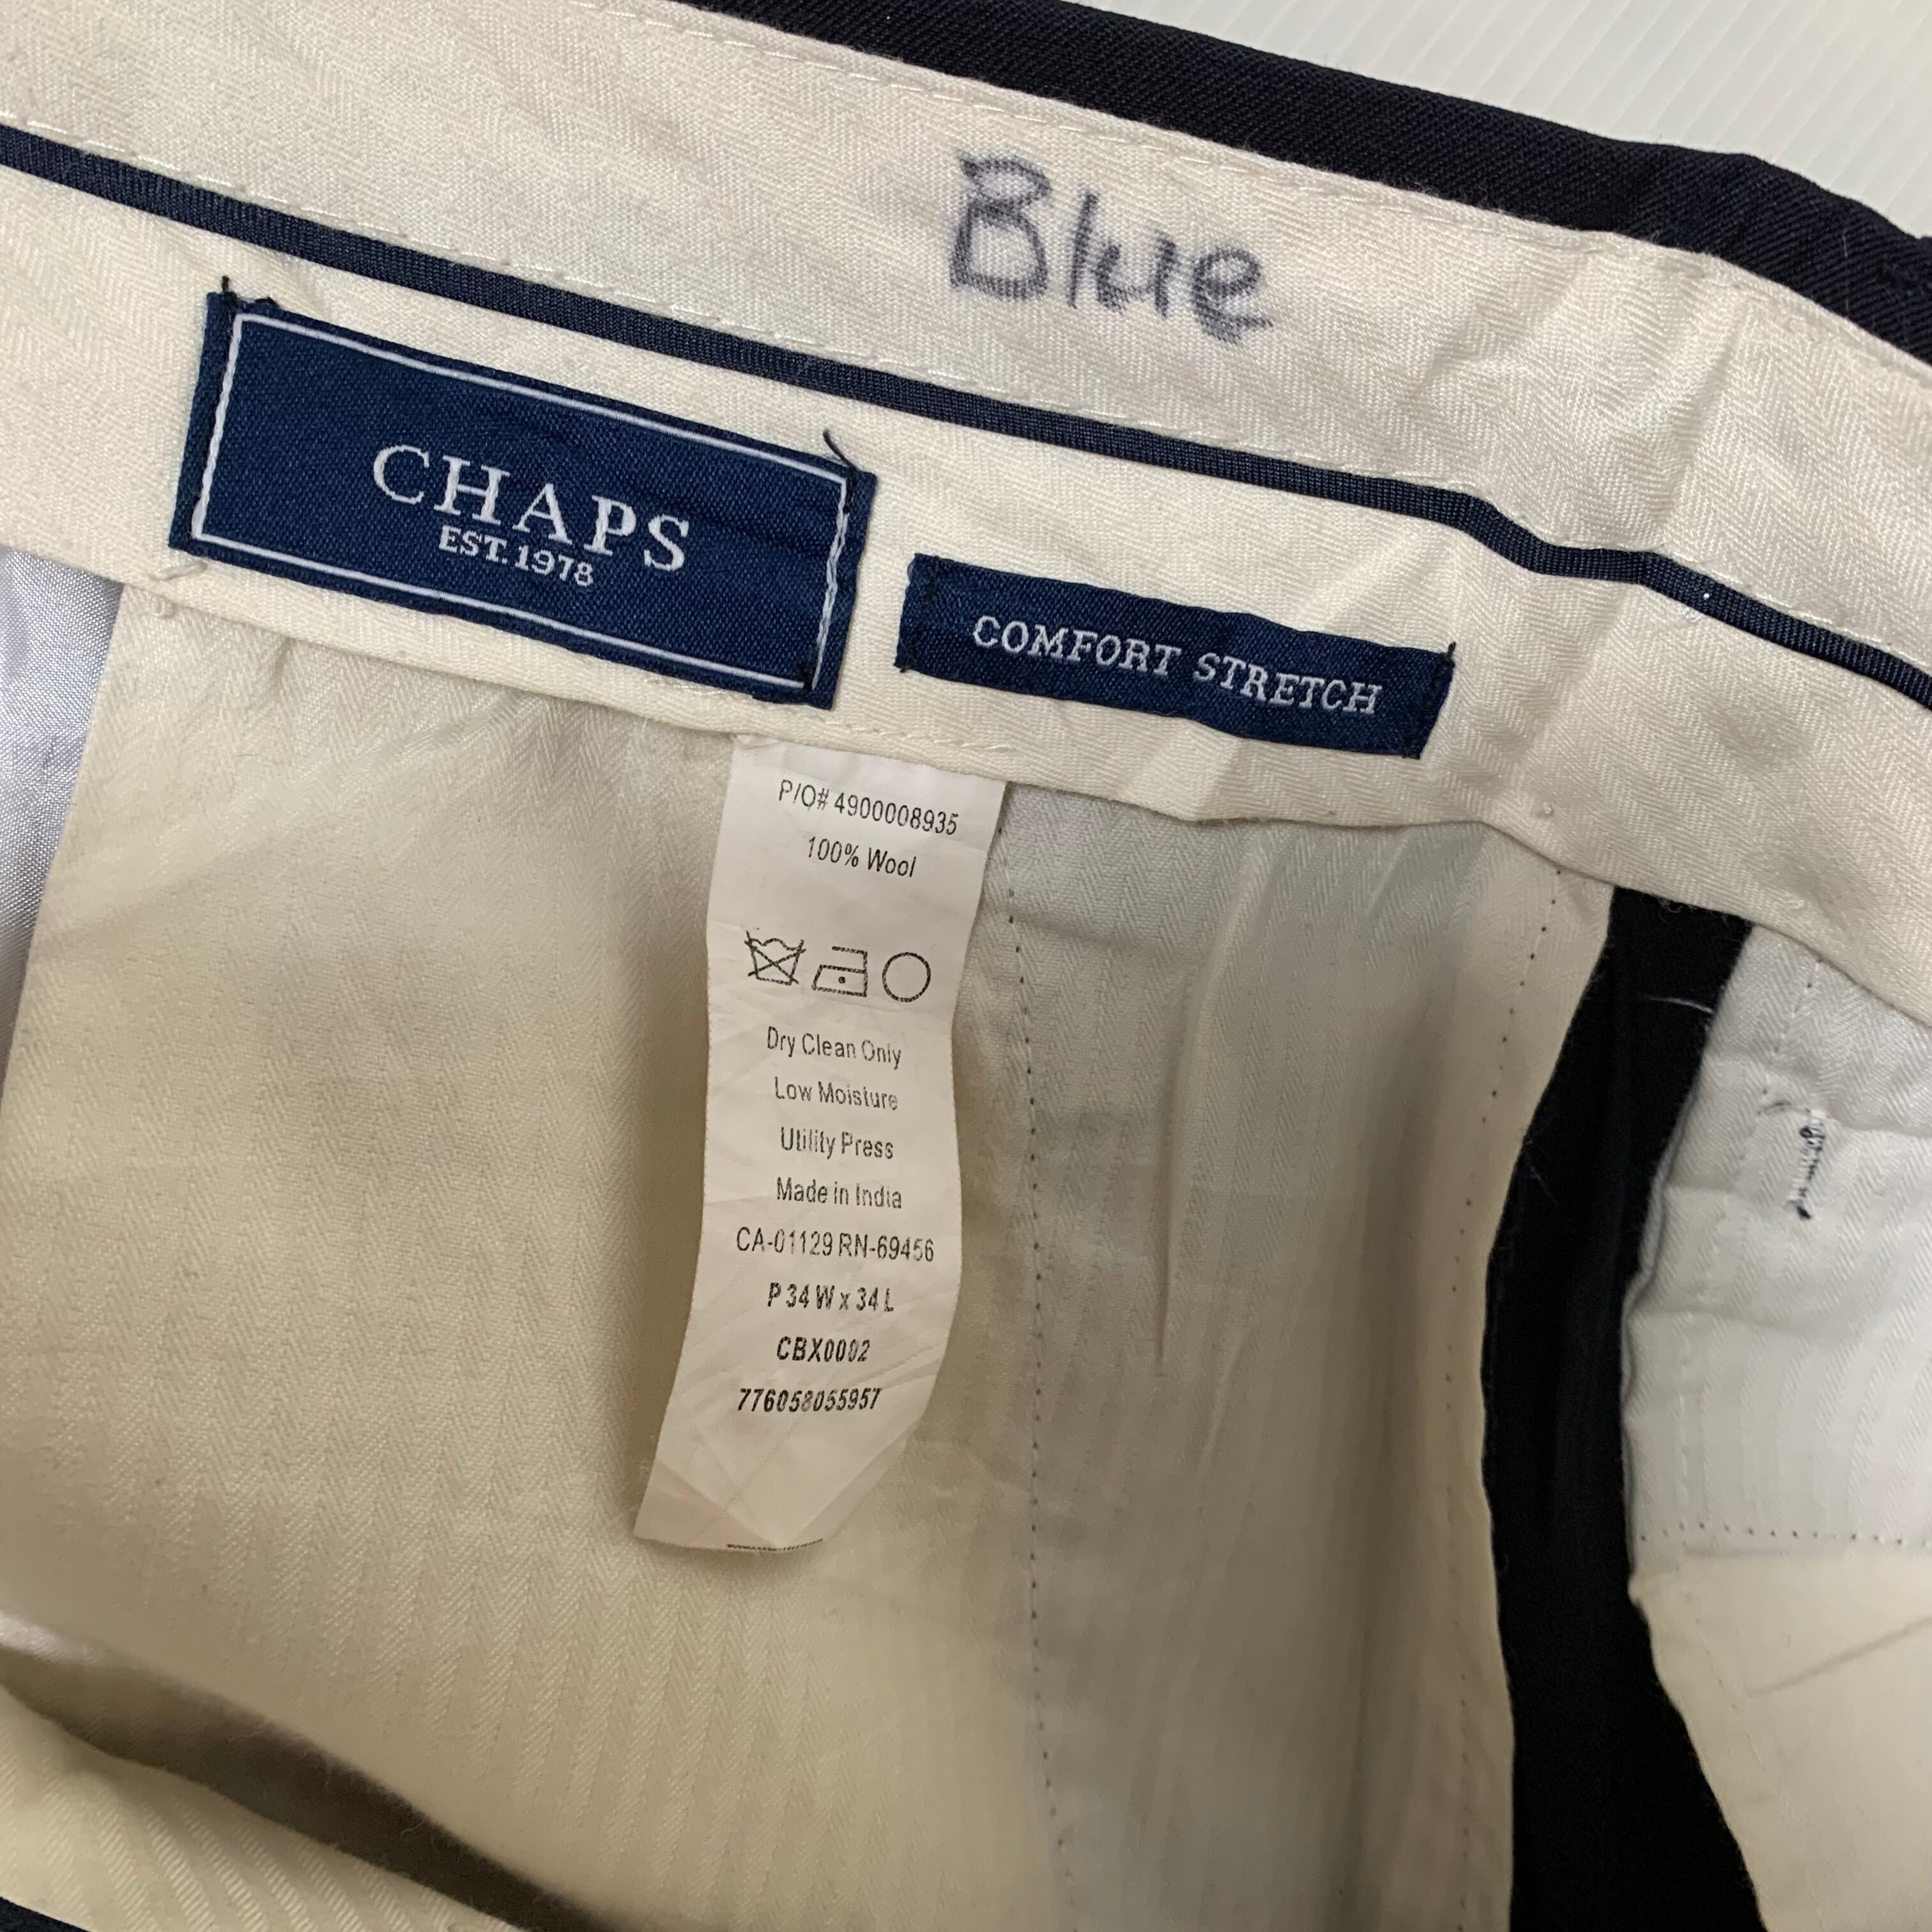 Blue
CHAPS
EST. 1978
COMFORT STRETCH
P/O# 4900008935
100% Wool
Dry Clean Only
Low Moisture
Utility Press
Made in India
CA-01129 RN-69456
P 34 W x 34 L
CBX0002
776058055957